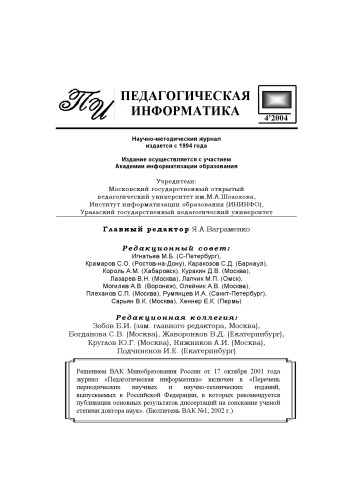 ПИ
ПЕДАГОГИЧЕСКАЯ
ИНФОРМАТИКА
4'2004
Научно-методический журнал
издается с 1994 года
Издание осуществляется с участием
Академии информатизации образования
Учредители:
Московский государственный открытый
педагогический университет им.М.А.Шолохова,
Институт информатизации образования (ИНИНФО),
Уральский государственный педагогический университет
Главный редактор Я.А.Ваграменко
Редакционный совет:
Игнатьев М.Б. (С-Петербург),
Крамаров С.О. (Ростов-на-Дону), Каракозов С.Д. (Барнаул),
Король А.М. (Хабаровск), Куракин Д.В. (Москва),
Лазарев В.Н. (Москва), Лапчик М.П. (Омск),
Могилев А.В. (Воронеж), Олейник А.В. (Москва),
Плеханов С.П. (Москва), Румянцев И.А. (Санкт-Петербург),
Сарьян В.К. (Москва), Хеннер Е.К. (Пермь)
Редакционная коллегия:
Зобов Б.И. (зам. главного редактора, Москва),
Богданова С.В. (Москва), Жаворонков В.Д. (Екатеринбург),
Круглов Ю.Г. (Москва), Нижников А.И. (Москва),
Подчиненов И.Е. (Екатеринбург)
Решением ВАК Минобразования России от 17 октября 2001 года
журнал «Педагогическая информатика» включен в «Перечень
периодических научных и научно-технических изданий,
выпускаемых в Российской Федерации, в которых рекомендуется
публикация основных результатов диссертаций на соискание ученой
степени доктора наук». (Бюллетень ВАК №1, 2002 г.).